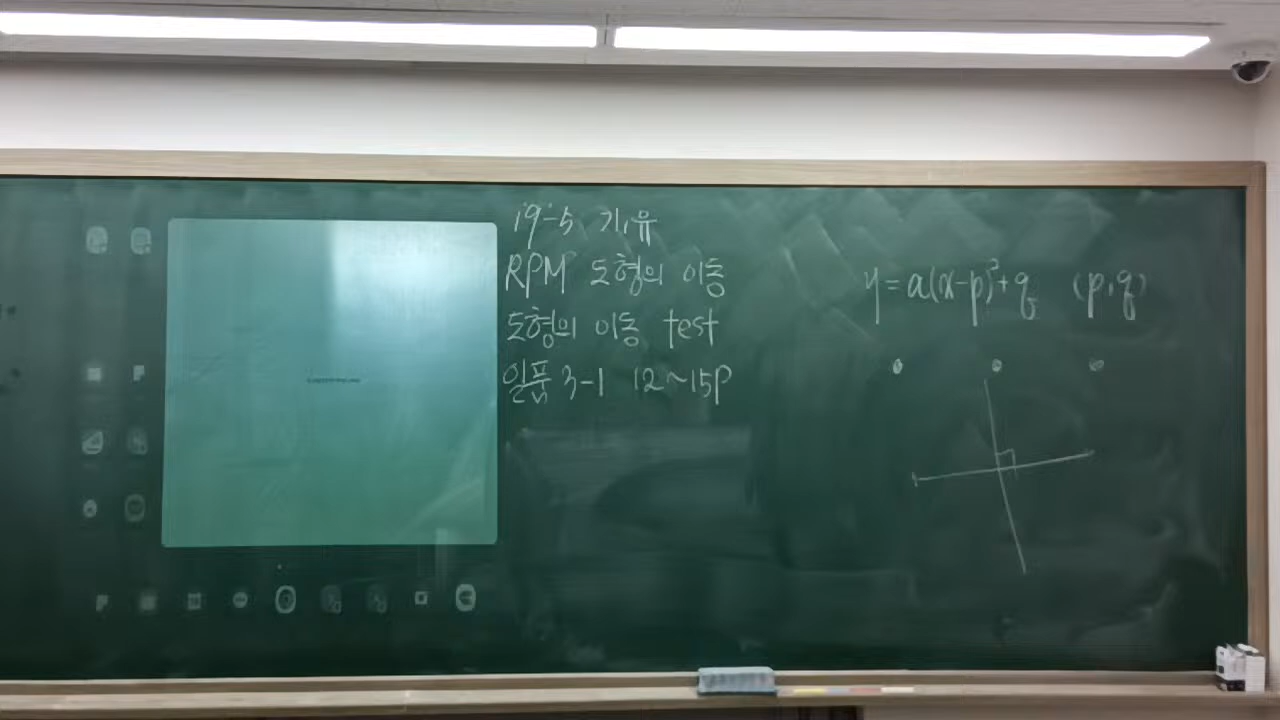 19-5 기,유
RPM 도형의 이동
도형의 이동 test
일품 3-1 12~15P
y=a(x-p)²+q (p,q)